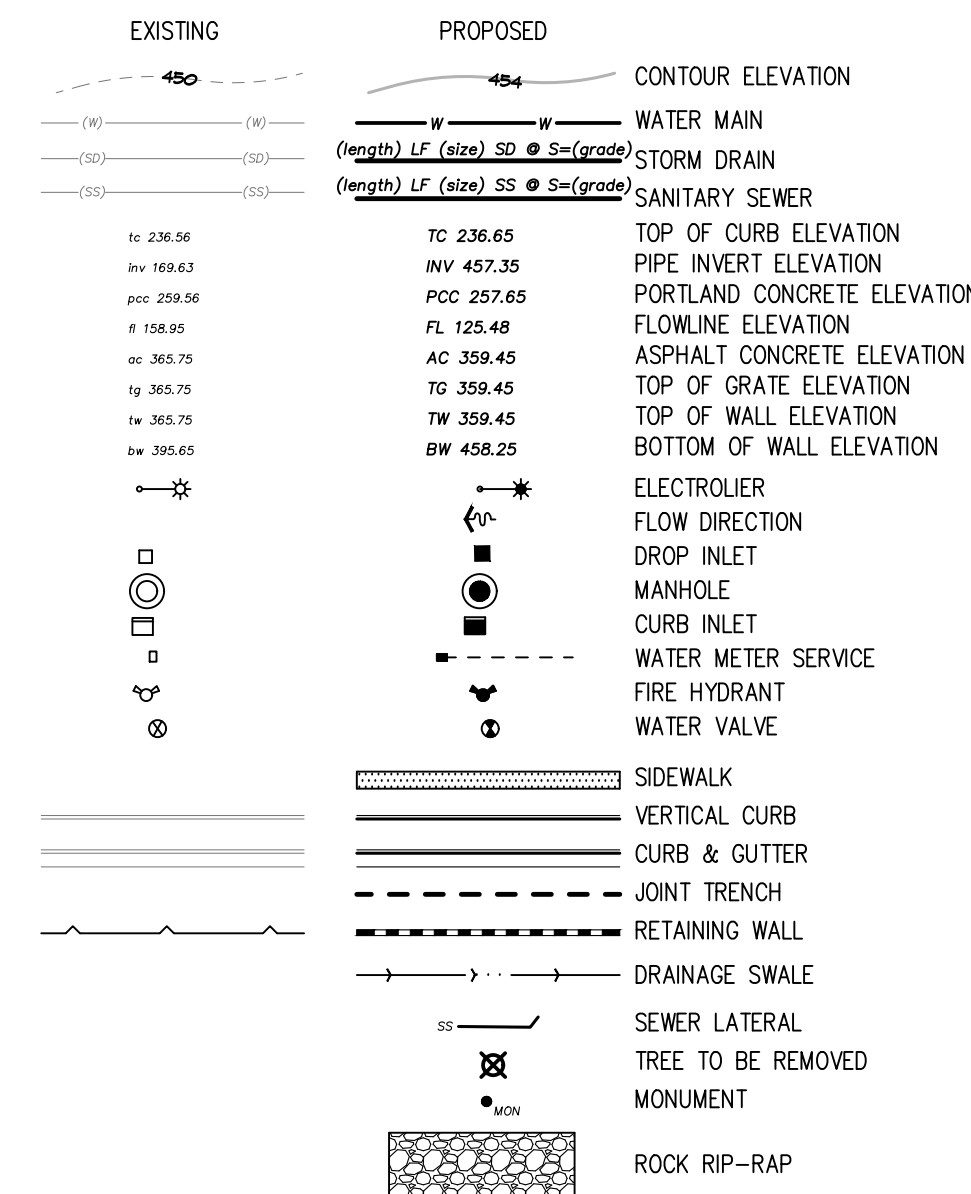 EXISTING PROPOSED
450 454 CONTOUR ELEVATION
(W) (W) W W WATER MAIN
(SD) (SD) (length) LF (size) SD @ S=(grade) STORM DRAIN
(SS) (SS) (length) LF (size) SS @ S=(grade) SANITARY SEWER
tc 236.56 TC 236.65 TOP OF CURB ELEVATION
inv 169.63 INV 457.35 PIPE INVERT ELEVATION
pcc 259.56 PCC 257.65 PORTLAND CONCRETE ELEVATION
fl 158.95 FL 125.48 FLOWLINE ELEVATION
ac 365.75 AC 359.45 ASPHALT CONCRETE ELEVATION
tg 365.75 TG 359.45 TOP OF GRATE ELEVATION
tw 365.75 TW 359.45 TOP OF WALL ELEVATION
bw 395.65 BW 458.25 BOTTOM OF WALL ELEVATION
ELECTROLIER
FLOW DIRECTION
DROP INLET
MANHOLE
CURB INLET
WATER METER SERVICE
FIRE HYDRANT
WATER VALVE
SIDEWALK
VERTICAL CURB
CURB & GUTTER
JOINT TRENCH
RETAINING WALL
DRAINAGE SWALE
SS SEWER LATERAL
TREE TO BE REMOVED
MON MONUMENT
ROCK RIP-RAP